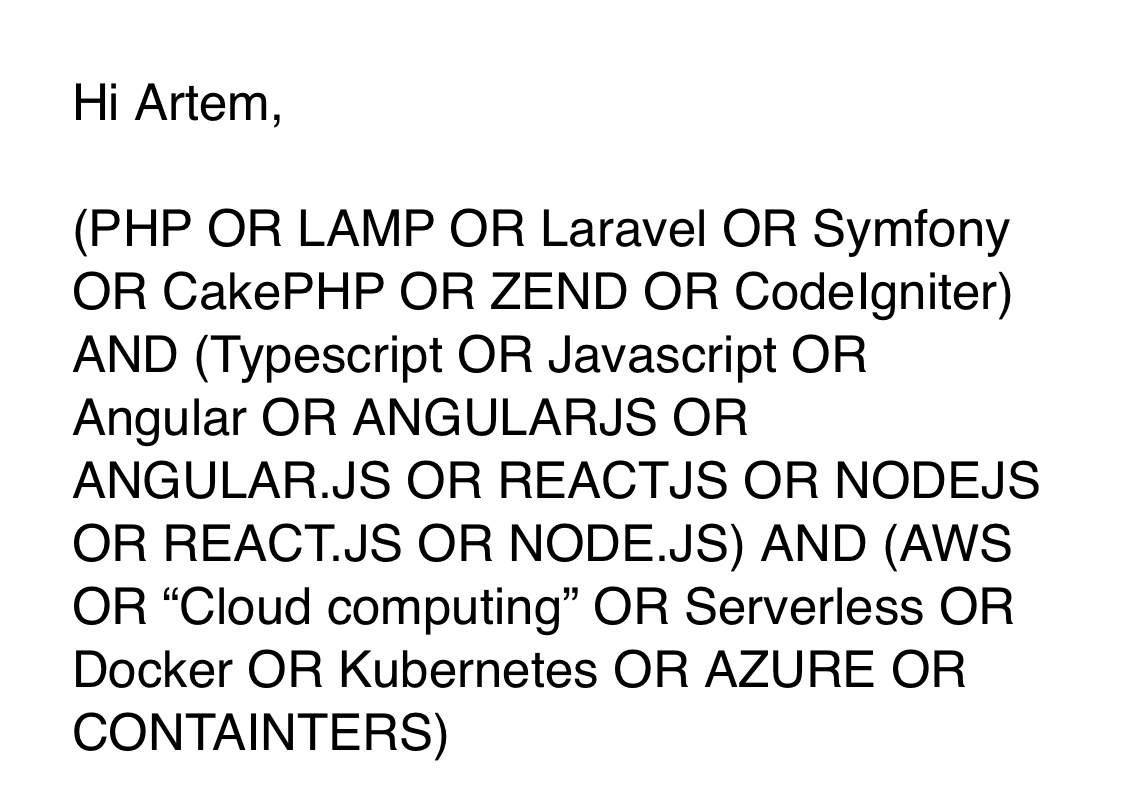 Hi Artem,
(PHP OR LAMP OR Laravel OR Symfony
OR CakePHP OR ZEND OR CodeIgniter)
AND (Typescript OR Javascript OR
Angular OR ANGULARJS OR
ANGULAR.JS OR REACTJS OR NODEJS
OR REACT.JS OR NODE.JS) AND (AWS
OR “Cloud computing” OR Serverless OR
Docker OR Kubernetes OR AZURE OR
CONTAINTERS)